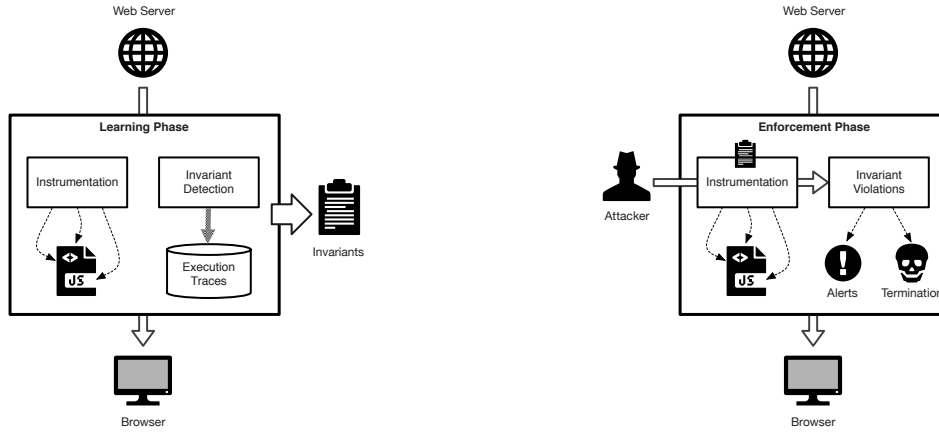 Web Server
Learning Phase
Instrumentation
Invariant
Detection
JS
Execution
Traces
Invariants
Browser
Web Server
Enforcement Phase
Attacker
Instrumentation
Invariant
Violations
JS
Alerts
Termination
Browser